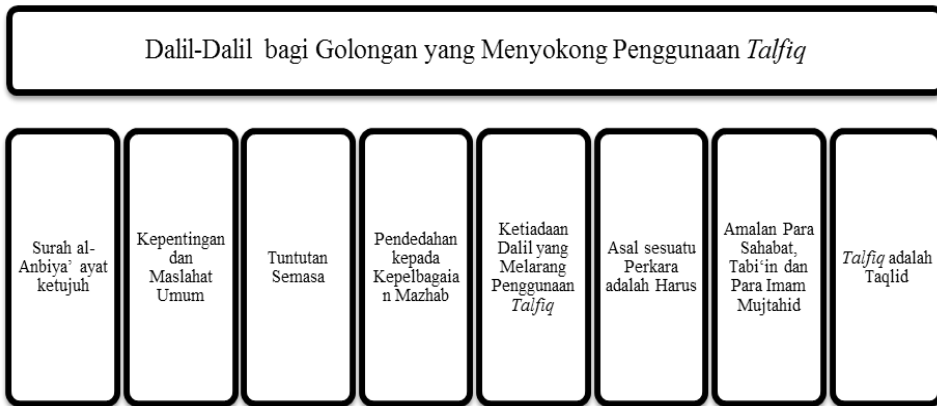 Dalil-Dalil bagi Golongan yang Menyokong Penggunaan Talfiq
Surah al-
Anbiya’ ayat
ketujuh
Kepentingan
dan
Maslahat
Umum
Tuntutan
Semasa
Pendedahan
kepada
Kepelbagaia
n Mazhab
Ketiadaan
Dalil yang
Melarang
Penggunaan
Talfiq
Asal sesuatu
Perkara
adalah Harus
Amalan Para
Sahabat,
Tabi‘in dan
Para Imam
Mujtahid
Talfiq adalah
Taqlid